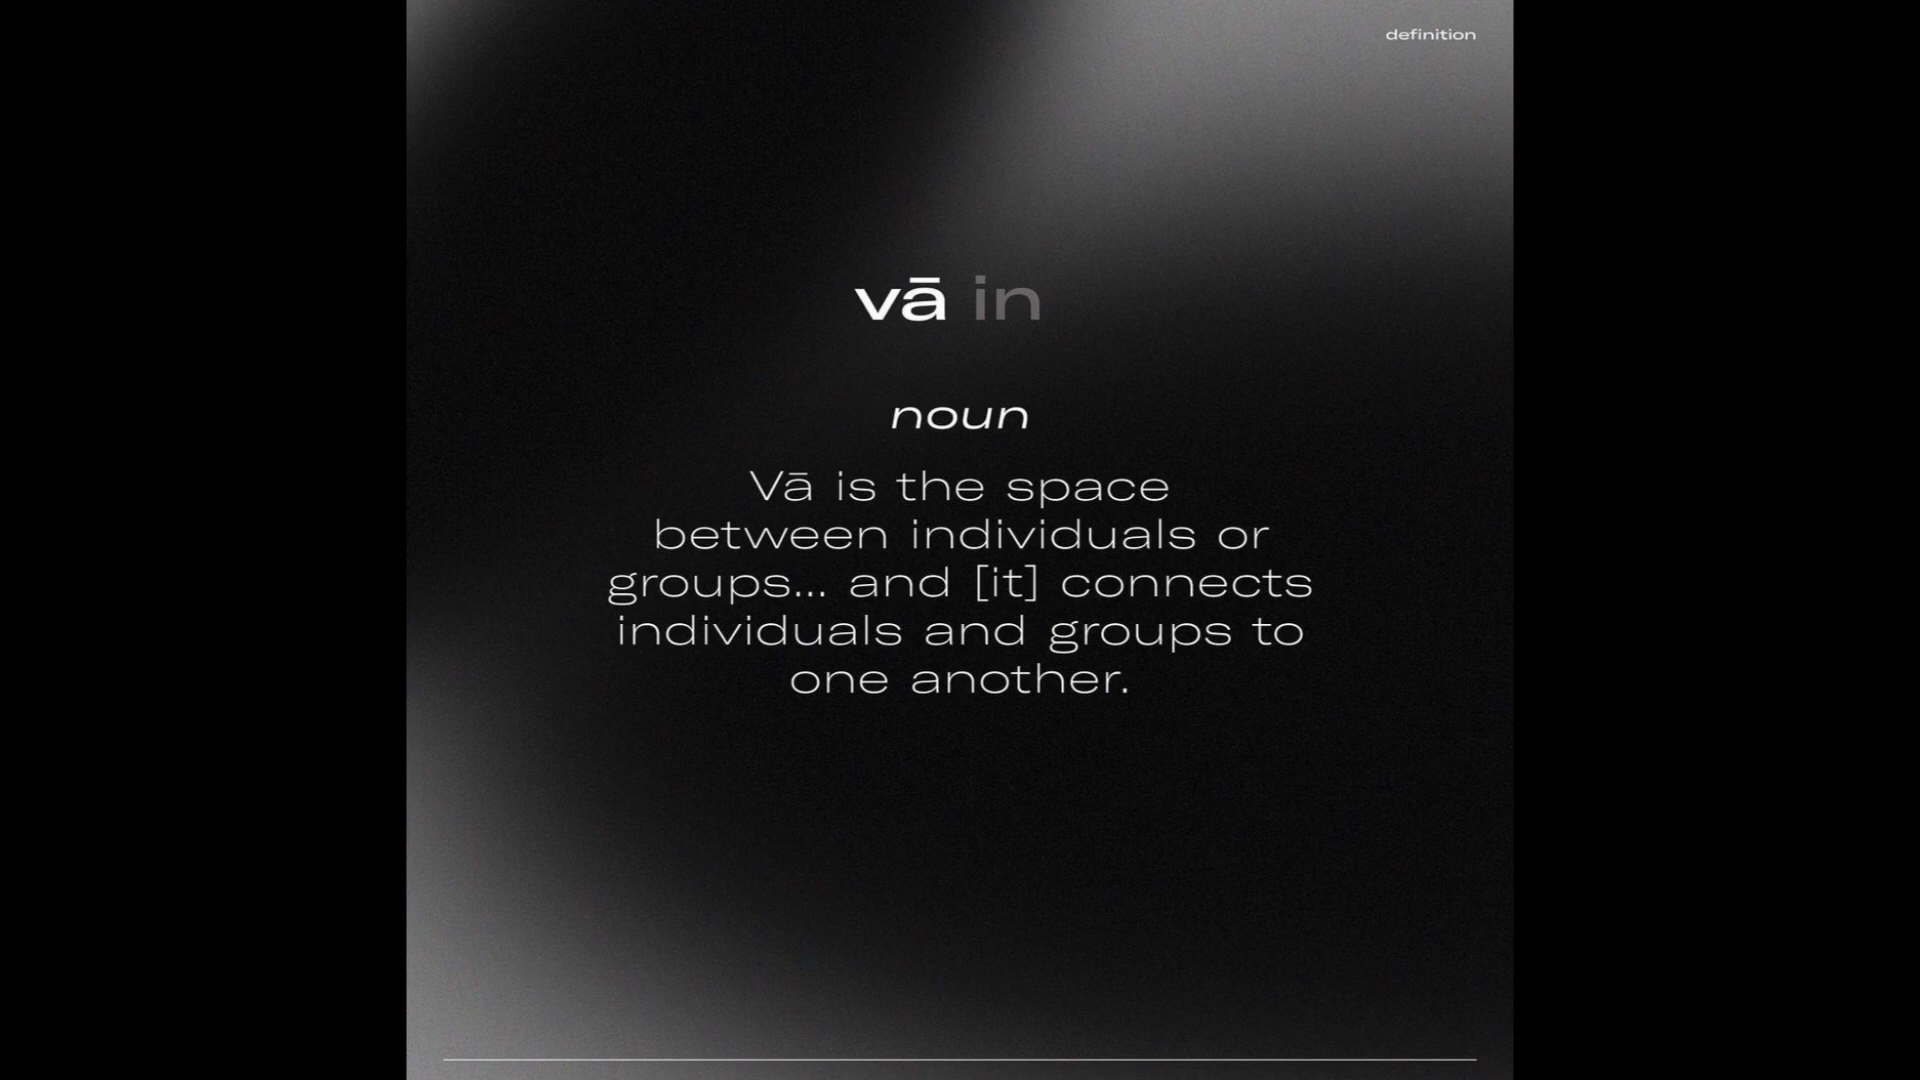 definition
vā in
noun
Vā is the space
between individuals or
groups... and [it] connects
individuals and groups to
one another.